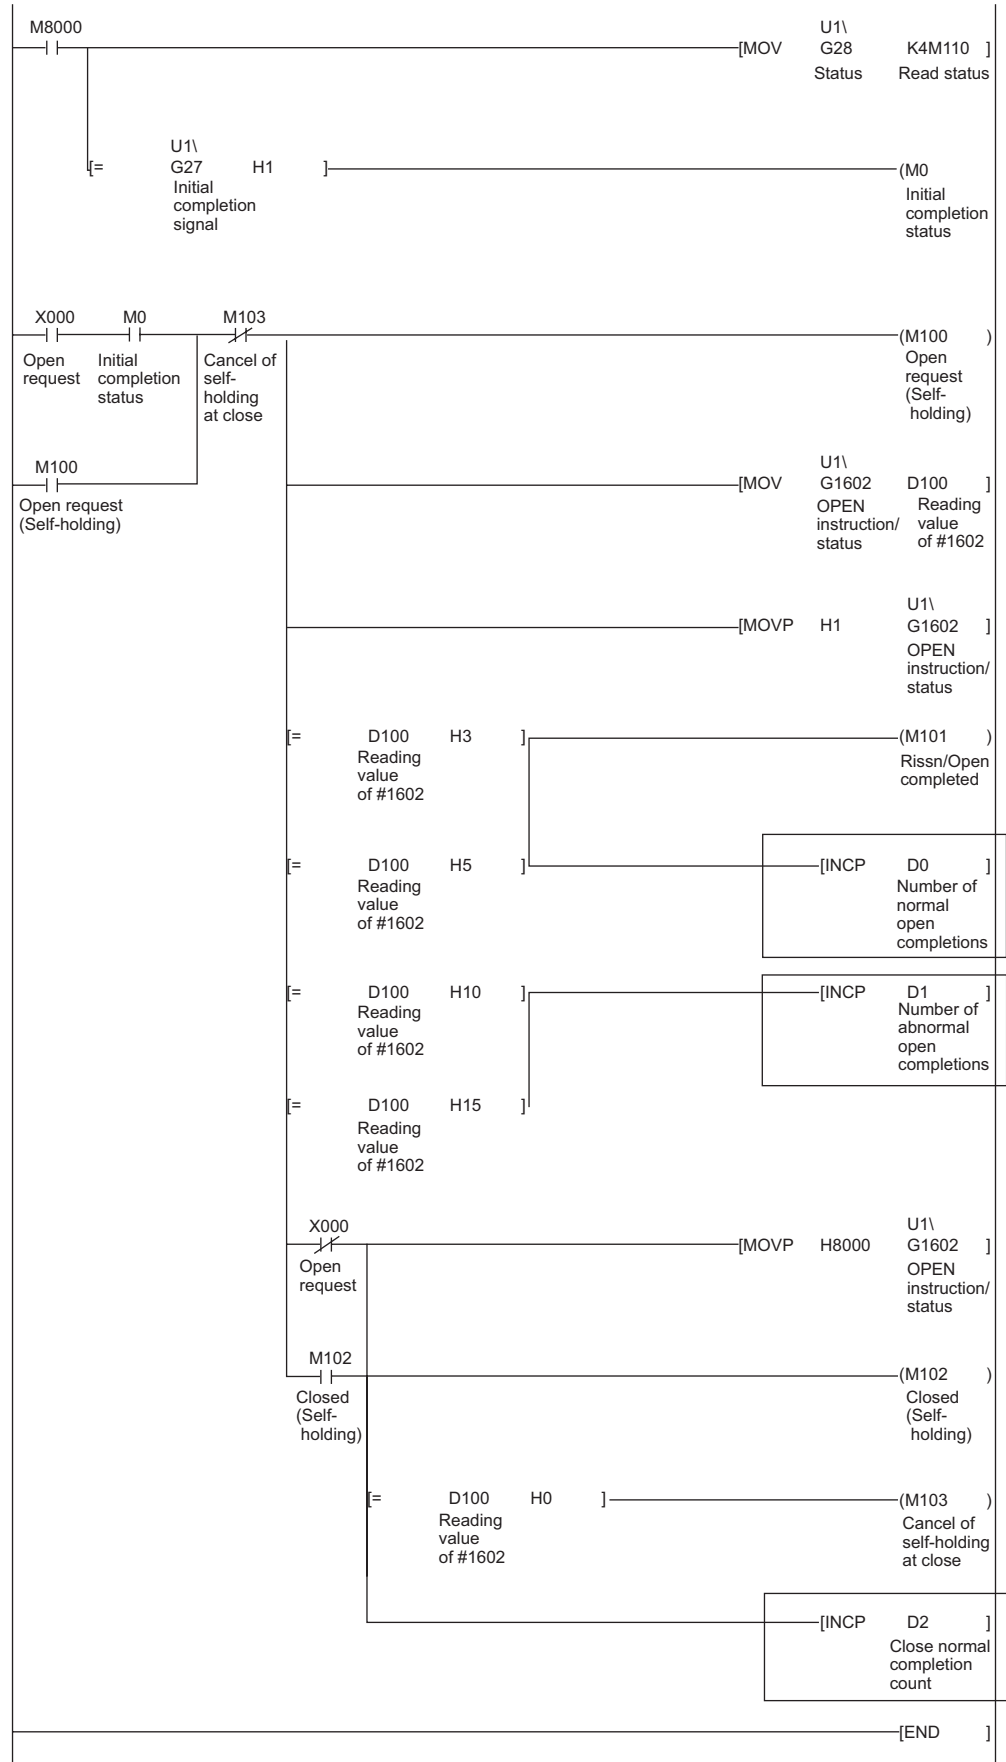 M8000
U1\
[MOV G28 K4M110 ]
Status Read status
U1\
[= G27 H1 ] (M0
Initial
completion
signal
Initial
completion
status
X000 M0 M103
(M100 )
Open
request
Initial
completion
status
Cancel of
self-
holding
at close
Open
request
(Self-
holding)
M100
Open request
(Self-holding)
U1\
[MOV G1602 D100 ]
OPEN
instruction/
status
Reading
value
of #1602
U1\
[MOVP H1 G1602 ]
OPEN
instruction/
status
[= D100 H3 ] (M101 )
Reading
value
of #1602
Rissn/Open
completed
[= D100 H5 ] [INCP D0 ]
Reading
value
of #1602
Number of
normal
open
completions
[= D100 H10 ] [INCP D1 ]
Reading
value
of #1602
Number of
abnormal
open
completions
[= D100 H15 ]
Reading
value
of #1602
X000
U1\
[MOVP H8000 G1602 ]
Open
request
OPEN
instruction/
status
M102
(M102 )
Closed
(Self-
holding)
Closed
(Self-
holding)
[= D100 H0 ] (M103 )
Reading
value
of #1602
Cancel of
self-holding
at close
[INCP D2 ]
Close normal
completion
count
[END ]